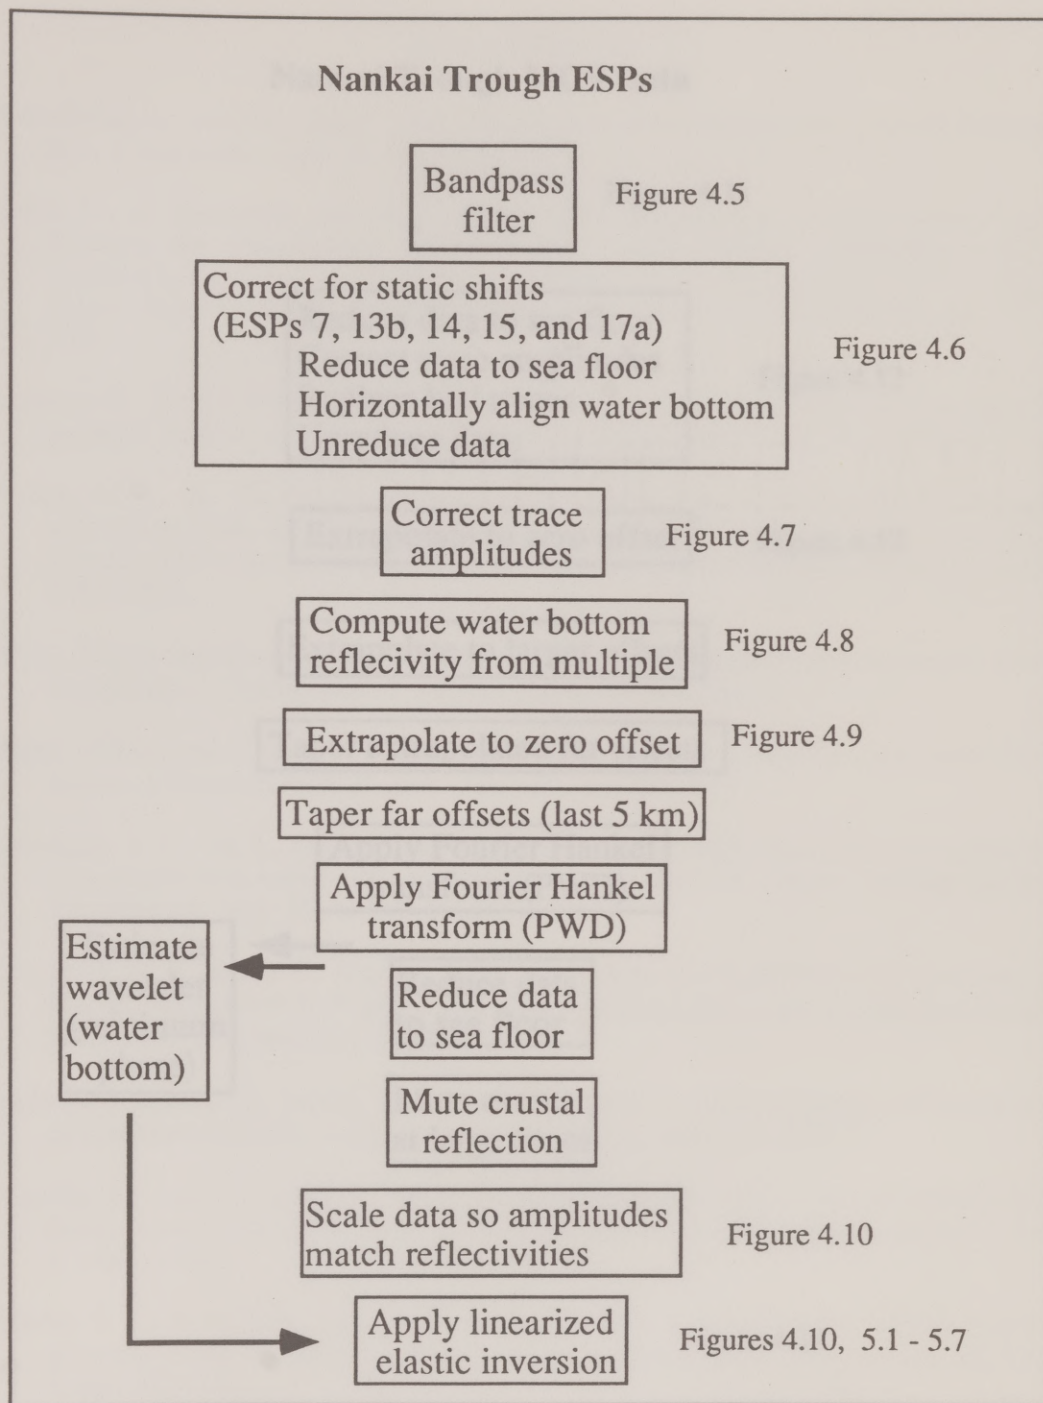 Nankai Trough ESPs
Bandpass
filter
Figure 4.5
Correct for static shifts
(ESPs 7, 13b, 14, 15, and 17a)
Reduce data to sea floor
Horizontally align water bottom
Unreduce data
Figure 4.6
Correct trace
amplitudes
Figure 4.7
Compute water bottom
reflecivity from multiple
Figure 4.8
Extrapolate to zero offset
Figure 4.9
Taper far offsets (last 5 km)
Apply Fourier Hankel
transform (PWD)
Estimate
wavelet
(water
bottom)
Reduce data
to sea floor
Mute crustal
reflection
Scale data so amplitudes
match reflectivities
Figure 4.10
Apply linearized
elastic inversion
Figures 4.10, 5.1 - 5.7